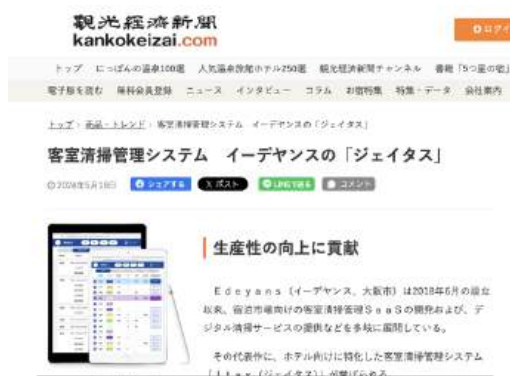 観光経済新聞
kankokeizai.com
ログイ
トップ にっぽんの温泉100選 人気温泉旅館ホテル250選 観光経済新聞チャンネル 書籍「5つ星の宿」
電子版を読む 無料会員登録 ニュース インタビュー コラム お宿特集 特集・データ 会社案内
トップ › 商品・トレンド › 客室清掃管理システム イーデヤンスの「ジェイタス」
客室清掃管理システム イーデヤンスの「ジェイタス」
シェアする ポスト LINEで送る コメント
生産性の向上に貢献
Edeyans(イーデヤンス、大阪市)は2018年6月の設立
以来、宿泊市場向けの客室清掃管理SaaSの開発および、デ
ジタル清掃サービスの提供などを多岐に展開している。
その代表作に、ホテル向けに特化した客室清掃管理システム